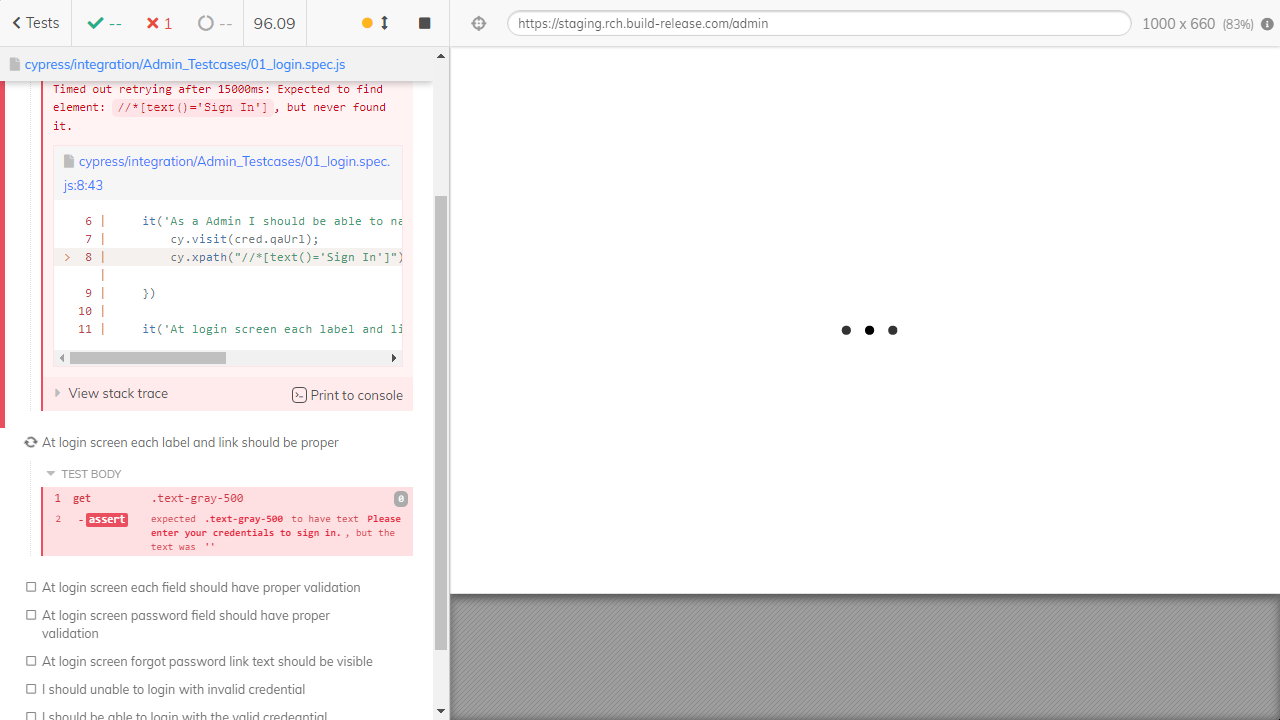 Tests
--
1
--
96.09
https://staging.rch.build-release.com/admin
1000 x 660 (83%)
cypress/integration/Admin_Testcases/01_login.spec.js
Timed out retrying after 15000ms: Expected to find
element: //*[text()='Sign In'] , but never found
it.
cypress/integration/Admin_Testcases/01_login.spec.
js:8:43
6 | it('As a Admin I should be able to na
7 | cy.visit(cred.qaUrl);
> 8 | cy.xpath("//*[text()='Sign In']")
|
9 | })
10 |
11 | it('At login screen each label and li
View stack trace
Print to console
At login screen each label and link should be proper
TEST BODY
1 get .text-gray-500 0
2 -assert expected .text-gray-500 to have text Please
enter your credentials to sign in. , but the
text was ''
At login screen each field should have proper validation
At login screen password field should have proper
validation
At login screen forgot password link text should be visible
I should unable to login with invalid credential
I should be able to login with the valid credeantial